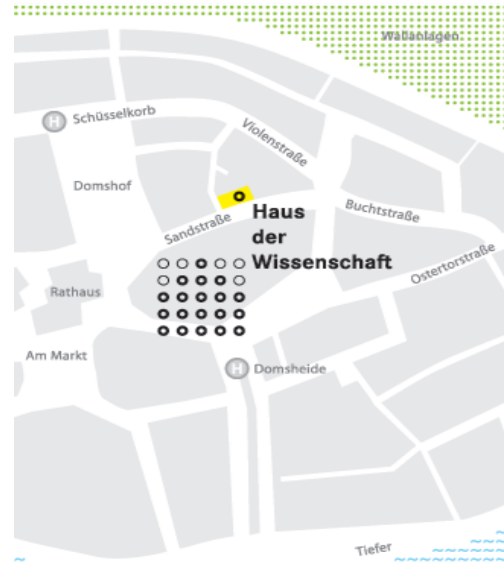 Wallanlagen
H Schüsselkorb
Violenstraße
Domshof
Haus
der
Wissenschaft
Sandstraße
Buchtstraße
Ostertorstraße
Rathaus
Am Markt
H Domsheide
Tiefer